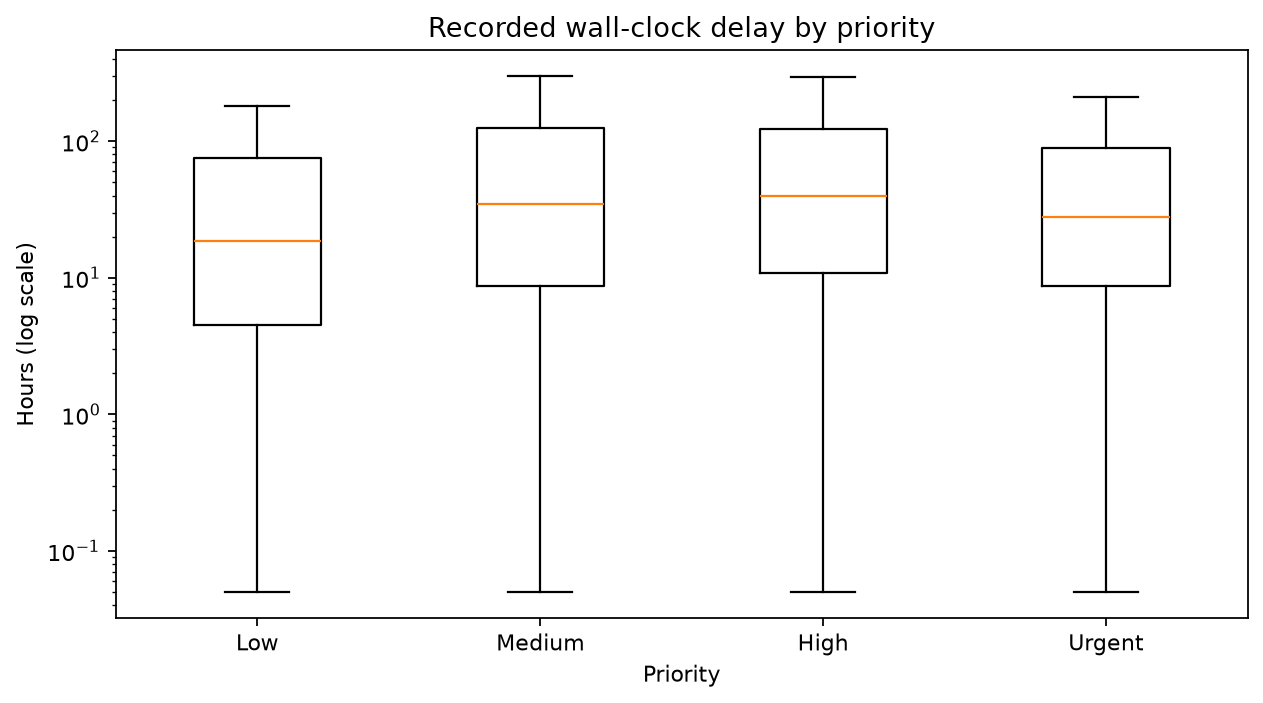 Recorded wall-clock delay by priority
Hours (log scale)
10²
10¹
10⁰
10⁻¹
Low Medium High Urgent
Priority